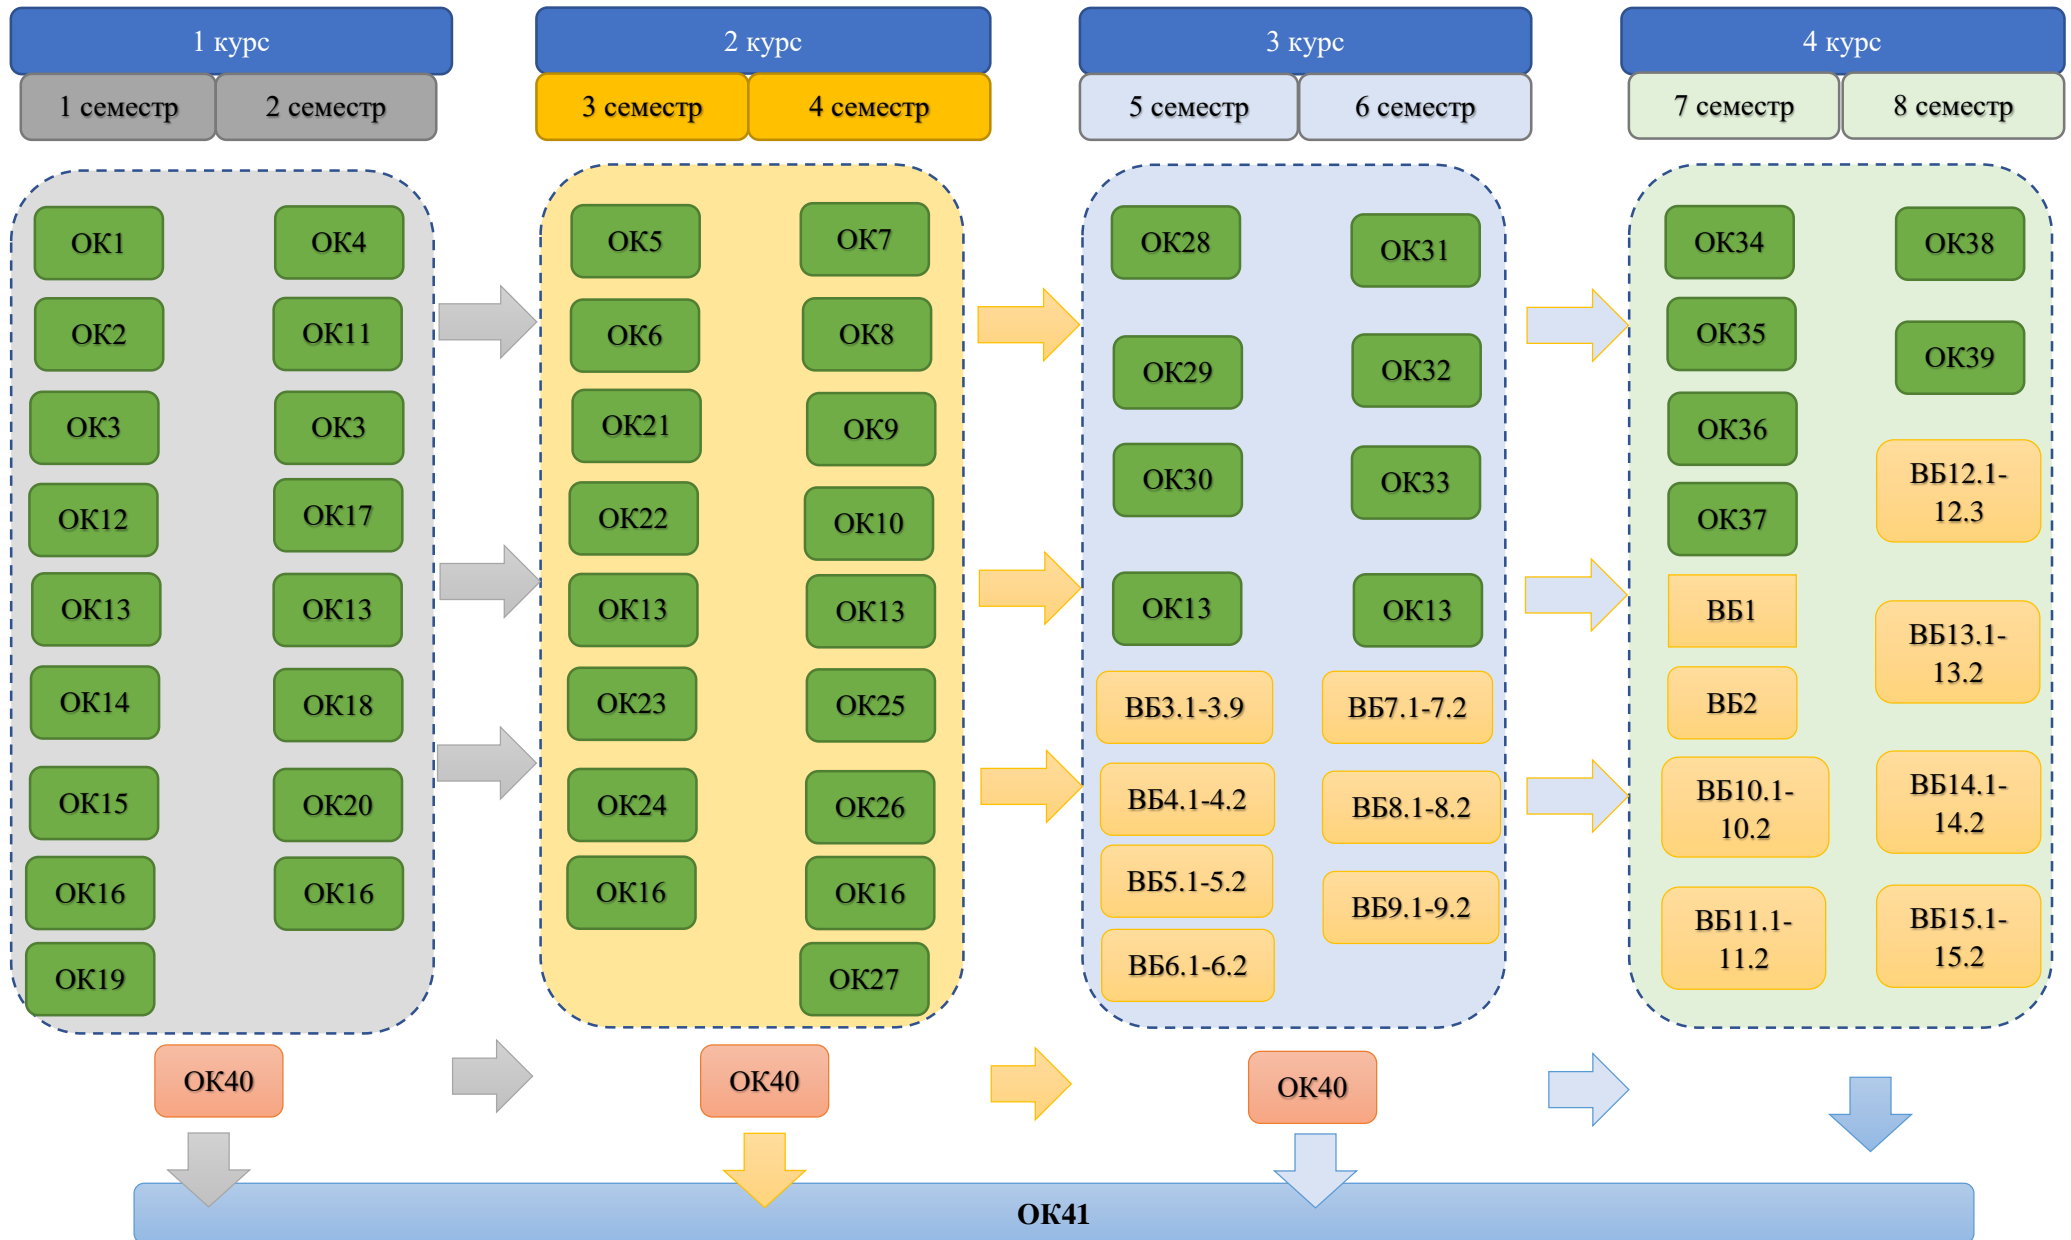 1 курс
1 семестр
2 семестр
ОК1
ОК2
ОК3
ОК12
ОК13
ОК14
ОК15
ОК16
ОК19
ОК4
ОК11
ОК3
ОК17
ОК13
ОК18
ОК20
ОК16
ОК40
2 курс
3 семестр
4 семестр
ОК5
ОК6
ОК21
ОК22
ОК13
ОК23
ОК24
ОК16
ОК7
ОК8
ОК9
ОК10
ОК13
ОК25
ОК26
ОК16
ОК27
ОК40
3 курс
5 семестр
6 семестр
ОК28
ОК29
ОК30
ОК13
ВБ3.1-3.9
ВБ4.1-4.2
ВБ5.1-5.2
ВБ6.1-6.2
ОК31
ОК32
ОК33
ОК13
ВБ7.1-7.2
ВБ8.1-8.2
ВБ9.1-9.2
ОК40
4 курс
7 семестр
8 семестр
ОК34
ОК35
ОК36
ОК37
ВБ1
ВБ2
ВБ10.1-
10.2
ВБ11.1-
11.2
ОК38
ОК39
ВБ12.1-
12.3
ВБ13.1-
13.2
ВБ14.1-
14.2
ВБ15.1-
15.2
ОК41